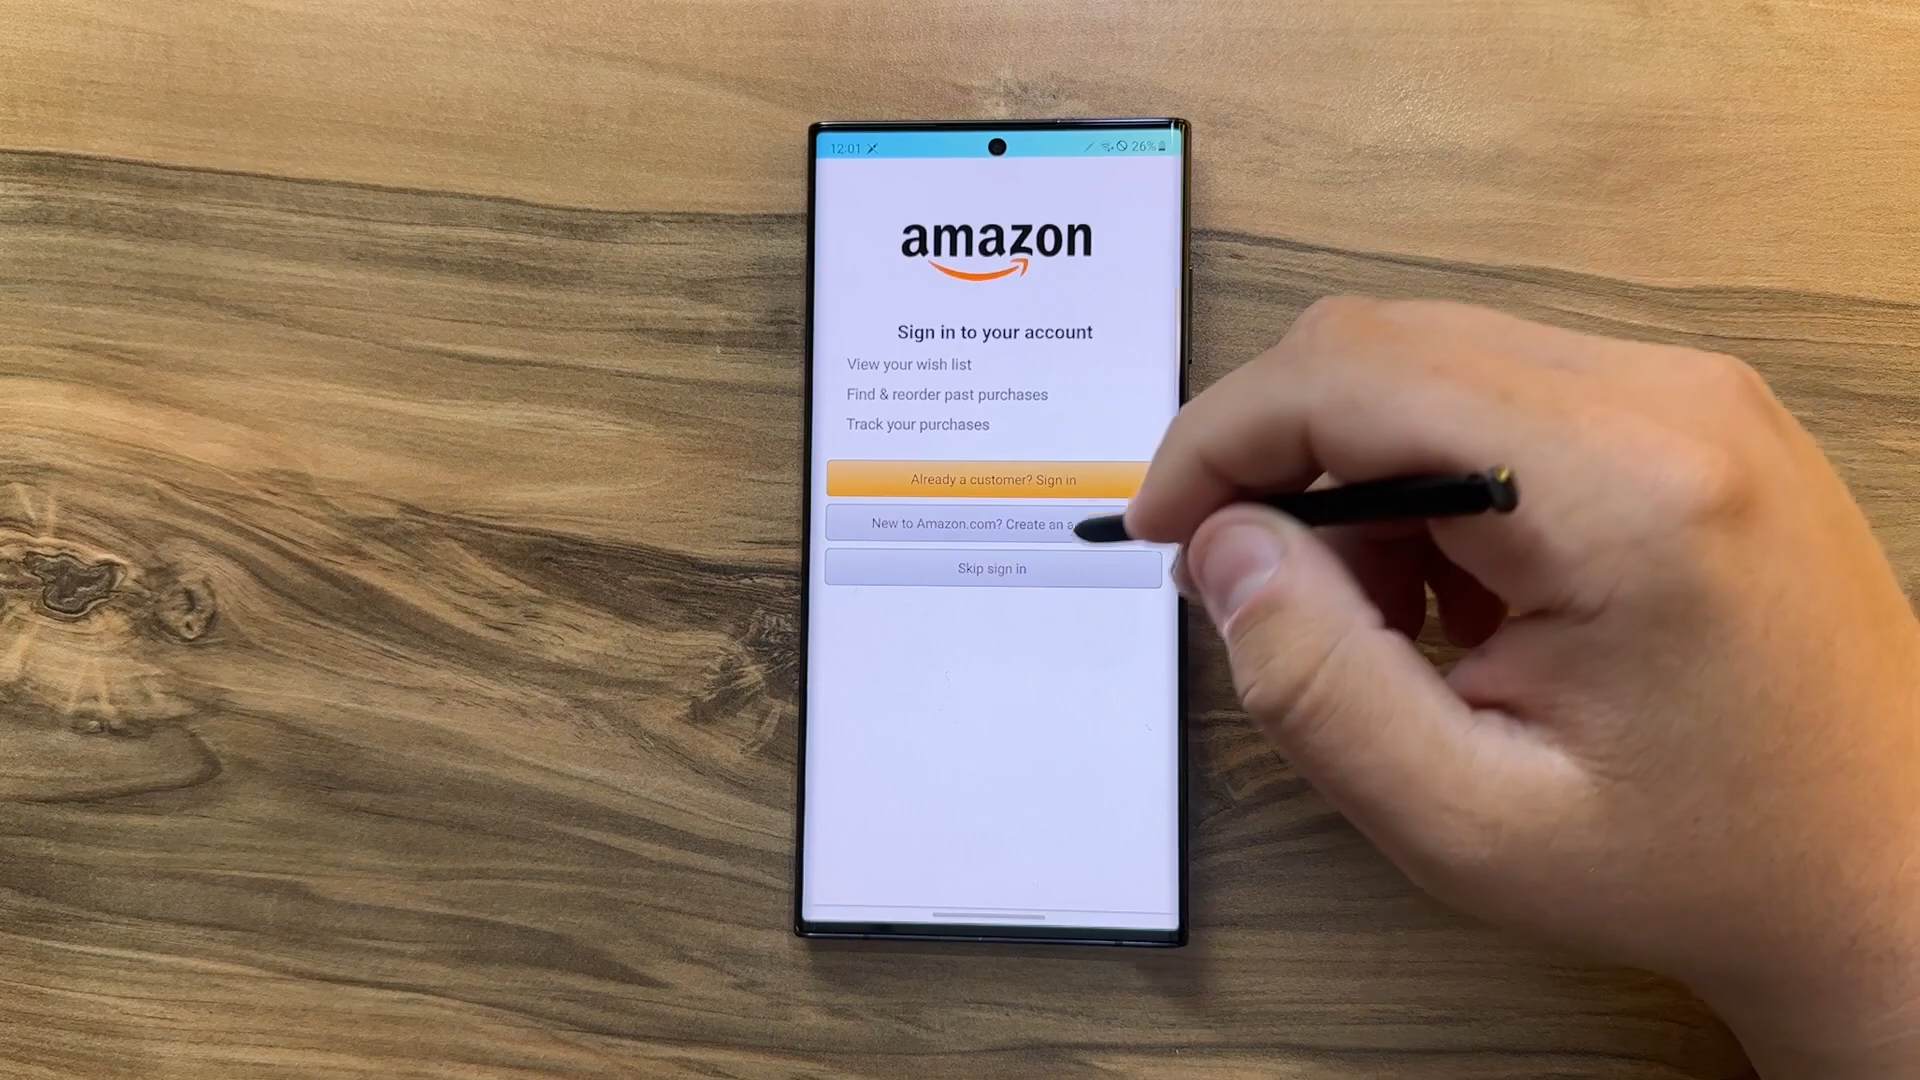 12:01 26%
amazon
Sign in to your account
View your wish list
Find & reorder past purchases
Track your purchases
Already a customer? Sign in
New to Amazon.com? Create an a
Skip sign in